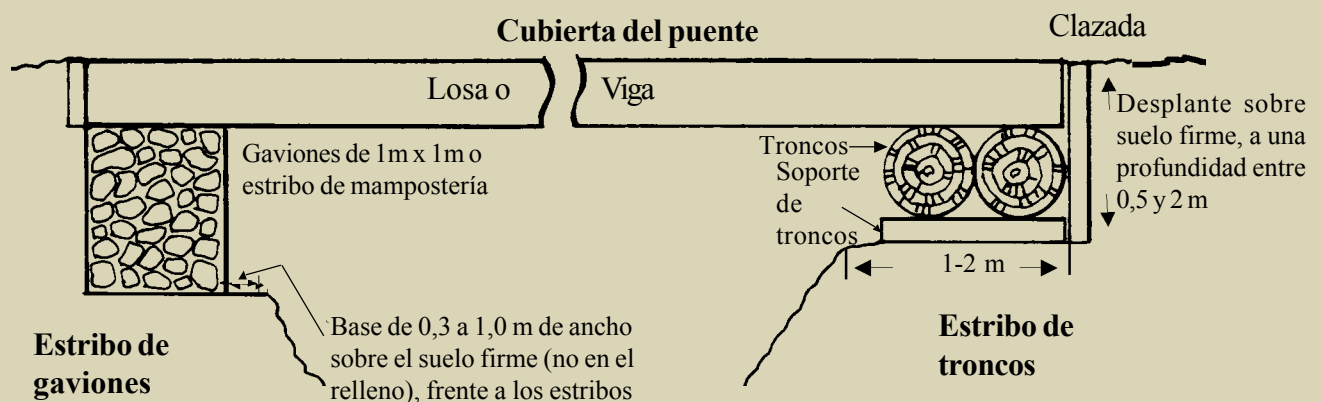 Cubierta del puente
Clazada
Losa o
Viga
Gaviones de 1m x 1m o
estribo de mampostería
Troncos
Soporte
de
troncos
Desplante sobre
suelo firme, a una
profundidad entre
0,5 y 2 m
1-2 m
Base de 0,3 a 1,0 m de ancho
sobre el suelo firme (no en el
relleno), frente a los estribos
Estribo de
gaviones
Estribo de
troncos